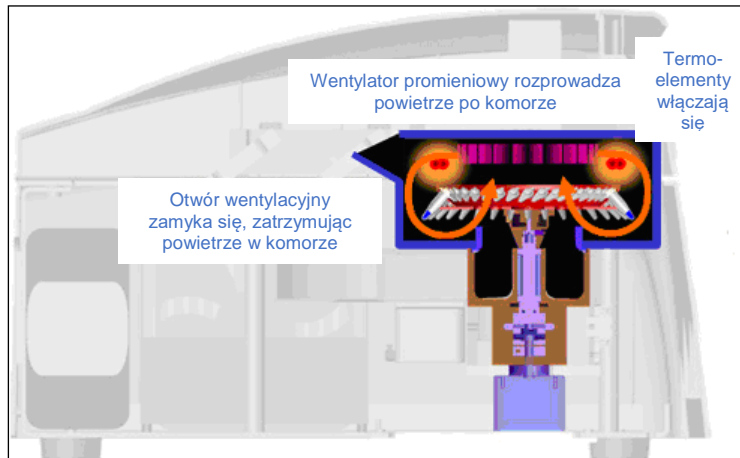 Wentylator promieniowy rozprowadza
powietrze po komorze
Termo-
elementy
włączają
się
Otwór wentylacyjny
zamyka się, zatrzymując
powietrze w komorze